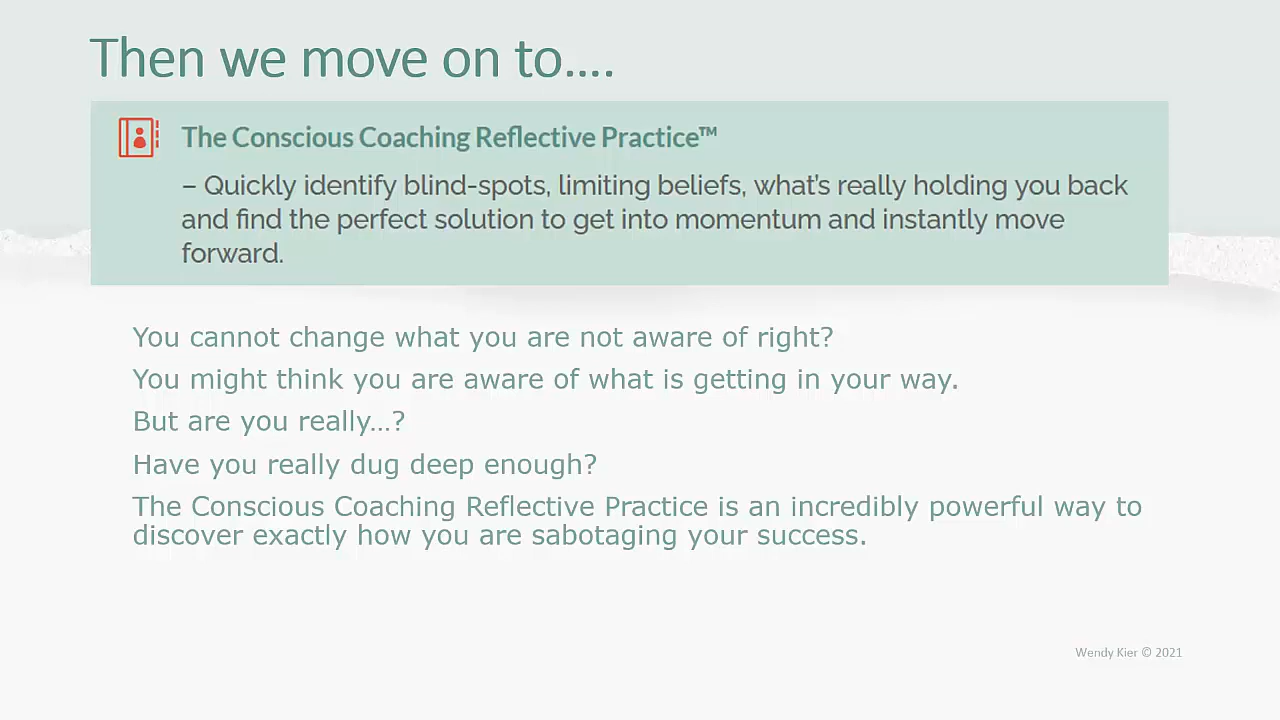 Then we move on to....
The Conscious Coaching Reflective Practice™
– Quickly identify blind-spots, limiting beliefs, what's really holding you back
and find the perfect solution to get into momentum and instantly move
forward.
You cannot change what you are not aware of right?
You might think you are aware of what is getting in your way.
But are you really…?
Have you really dug deep enough?
The Conscious Coaching Reflective Practice is an incredibly powerful way to
discover exactly how you are sabotaging your success.
Wendy Kier © 2021